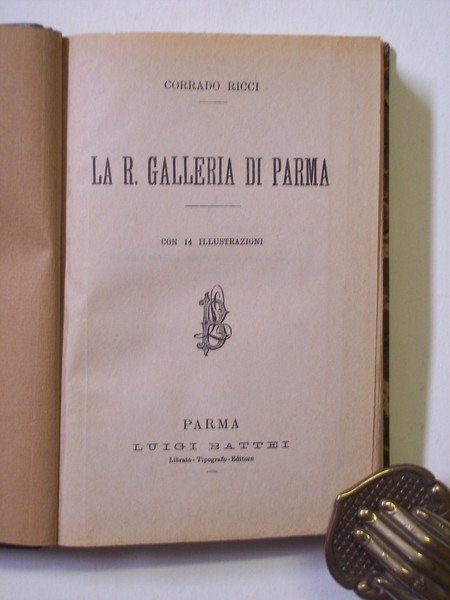 CORRADO RICCI
LA R. GALLERIA DI PARMA
CON 14 ILLUSTRAZIONI
PARMA
LUIGI BATTEI
Libraio-Tipografo-Editore